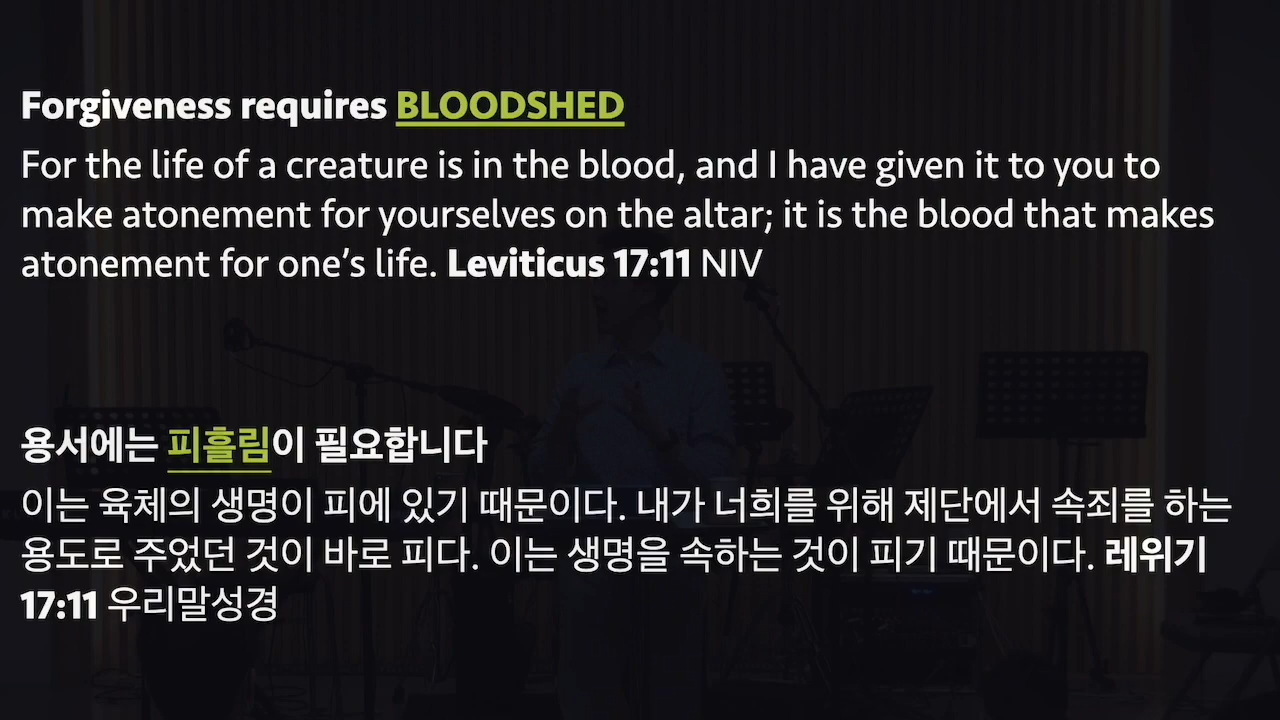 Forgiveness requires BLOODSHED
For the life of a creature is in the blood, and I have given it to you to
make atonement for yourselves on the altar; it is the blood that makes
atonement for one’s life. Leviticus 17:11 NIV
용서에는 피흘림이 필요합니다
이는 육체의 생명이 피에 있기 때문이다. 내가 너희를 위해 제단에서 속죄를 하는
용도로 주었던 것이 바로 피다. 이는 생명을 속하는 것이 피기 때문이다. 레위기
17:11 우리말성경